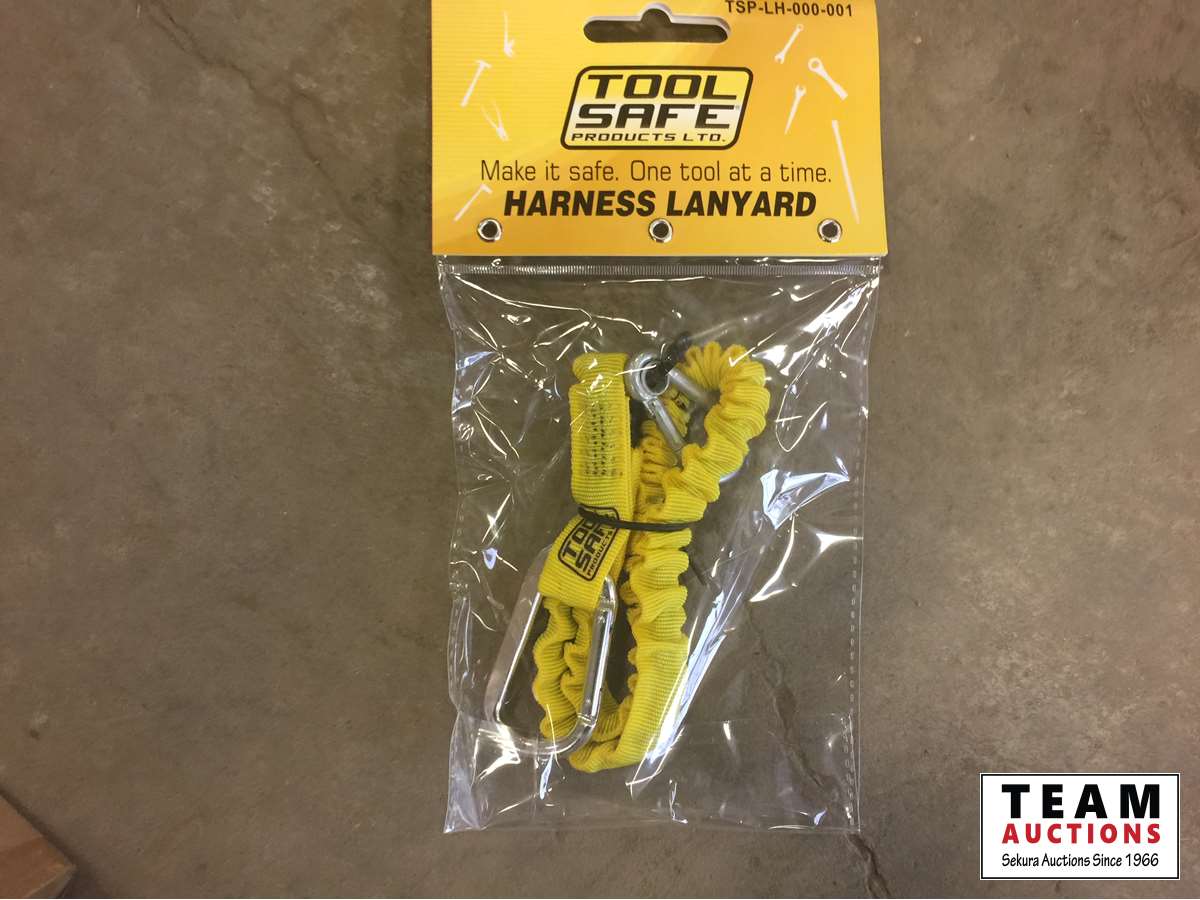 TSP-LH-000-001
TOOL
SAFE
PRODUCTS LTD.
Make it safe. One tool at a time.
HARNESS LANYARD
TOOL
SAFE
PRODUCTS
TEAM
AUCTIONS
Sekura Auctions Since 1966